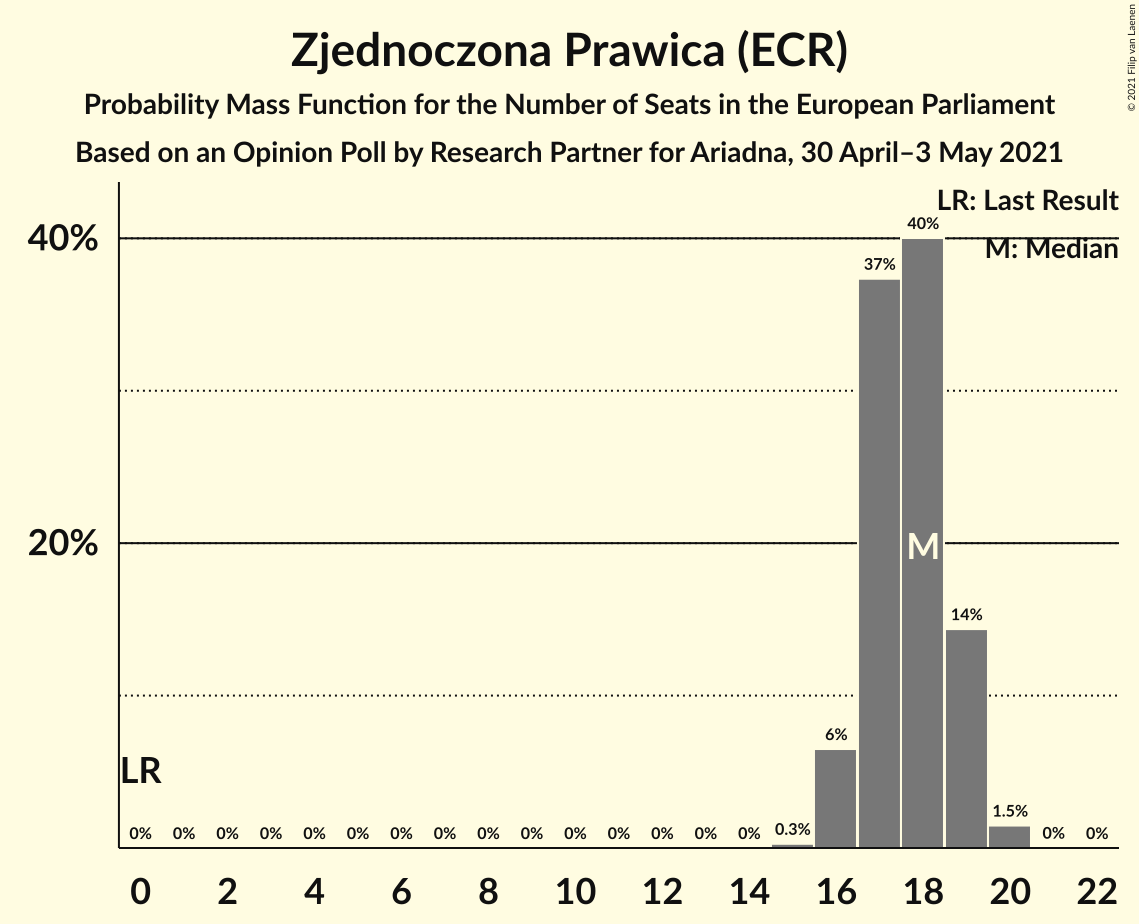 Zjednoczona Prawica (ECR)
Probability Mass Function for the Number of Seats in the European Parliament
Based on an Opinion Poll by Research Partner for Ariadna, 30 April–3 May 2021
© 2021 Filip van Laenen
LR: Last Result
M: Median
40%
20%
40%
37%
M
14%
6%
LR
1.5%
0% 0% 0% 0% 0% 0% 0% 0% 0% 0% 0% 0% 0% 0% 0% 0.3% 0% 0%
0 2 4 6 8 10 12 14 16 18 20 22